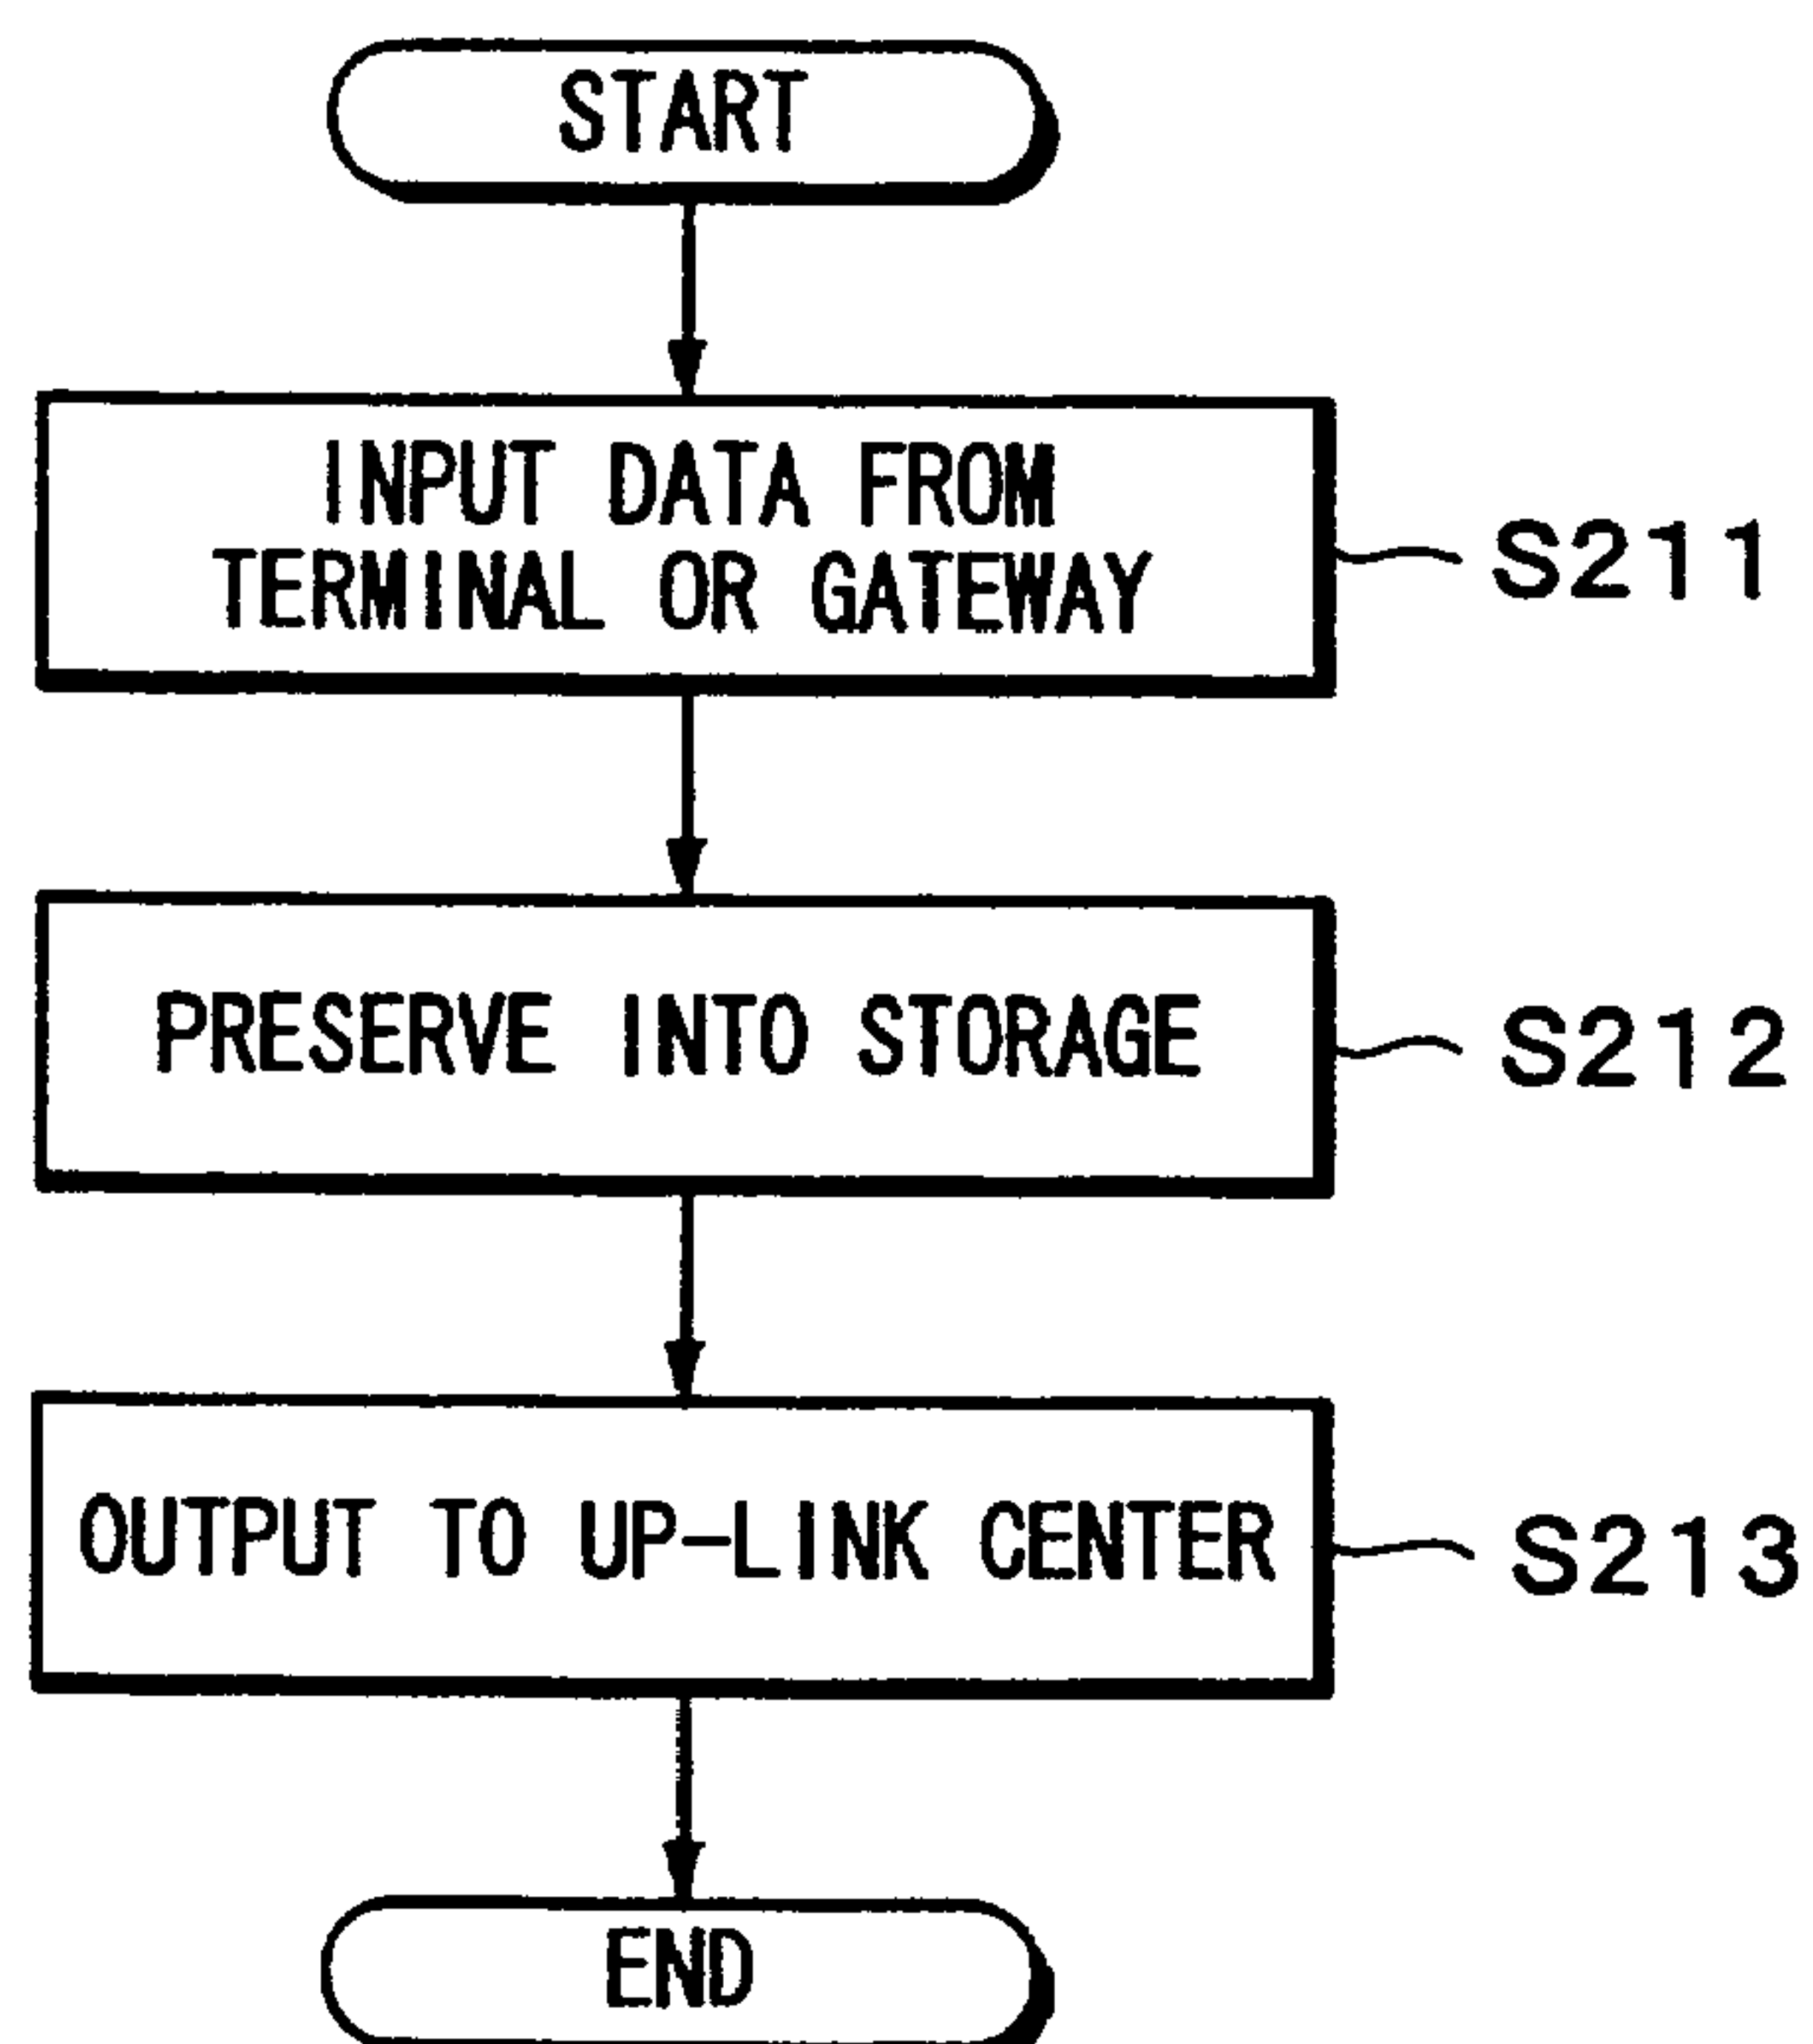 START
INPUT DATA FROM
TERMINAL OR GATEWAY
S211
PRESERVE INTO STORAGE
S212
OUTPUT TO UP-LINK CENTER
S213
END